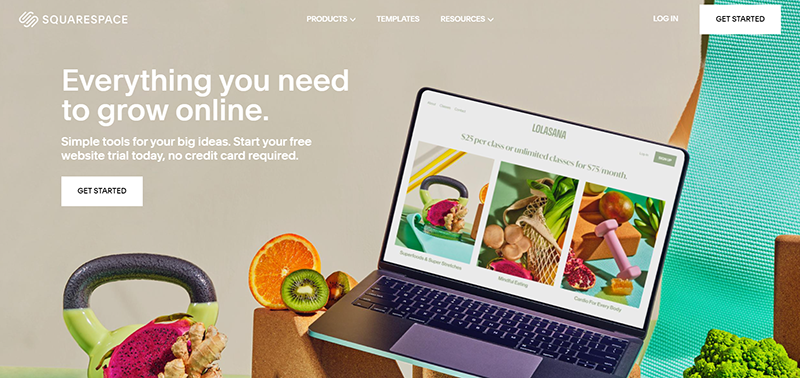 SQUARESPACE
PRODUCTS
TEMPLATES
RESOURCES
LOG IN
GET STARTED
Everything you need
to grow online.
Simple tools for your big ideas. Start your free
website trial today, no credit card required.
GET STARTED
LOLASANA
$25 per class or unlimited classes for $75 month.
Superfoods & Super Stretches
Mindful Eating
Cardio For Every Body